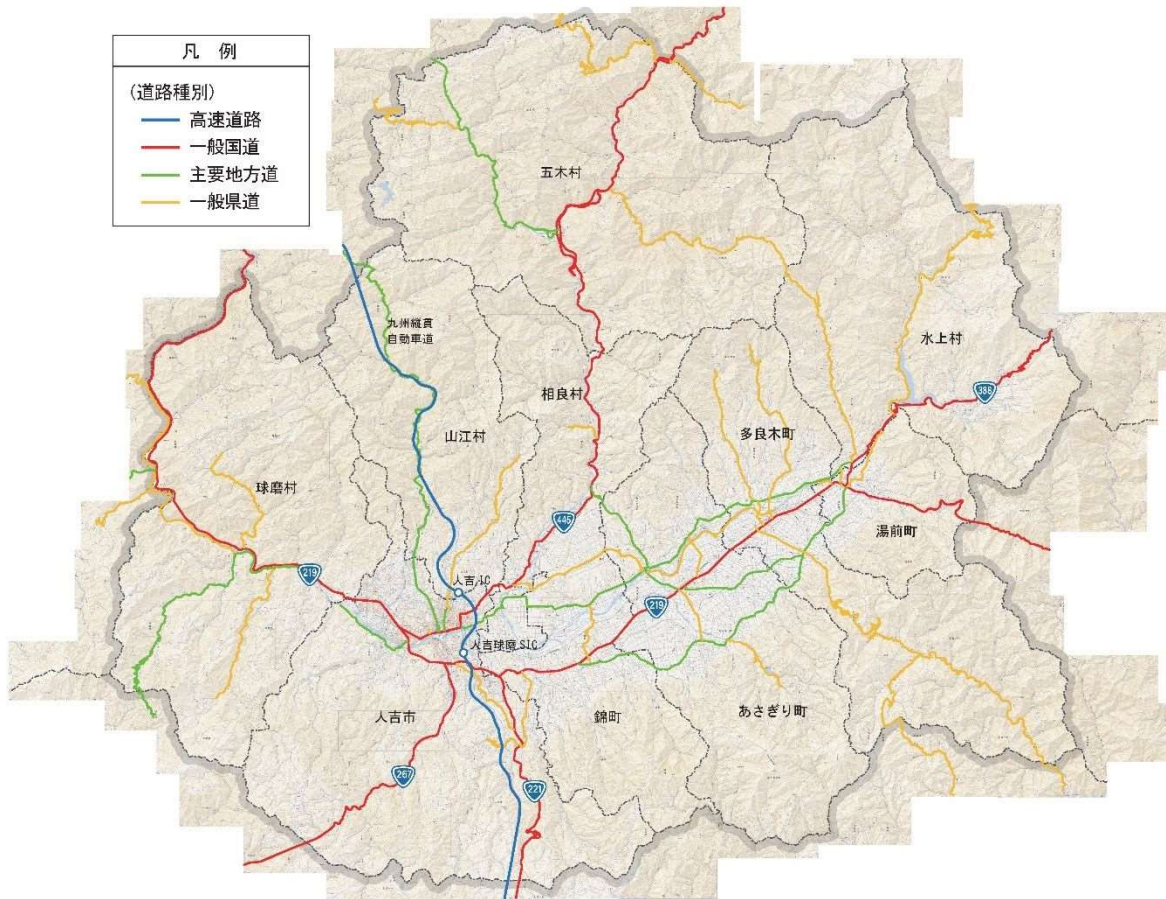 凡 例
(道路種別)
高速道路
一般国道
主要地方道
一般県道
五木村
九州縦貫
自動車道
水上村
388
相良村
山江村
多良木町
球磨村
445
湯前町
219
人吉IC
219
人吉球磨SIC
人吉市
錦町
あさぎり町
267
221